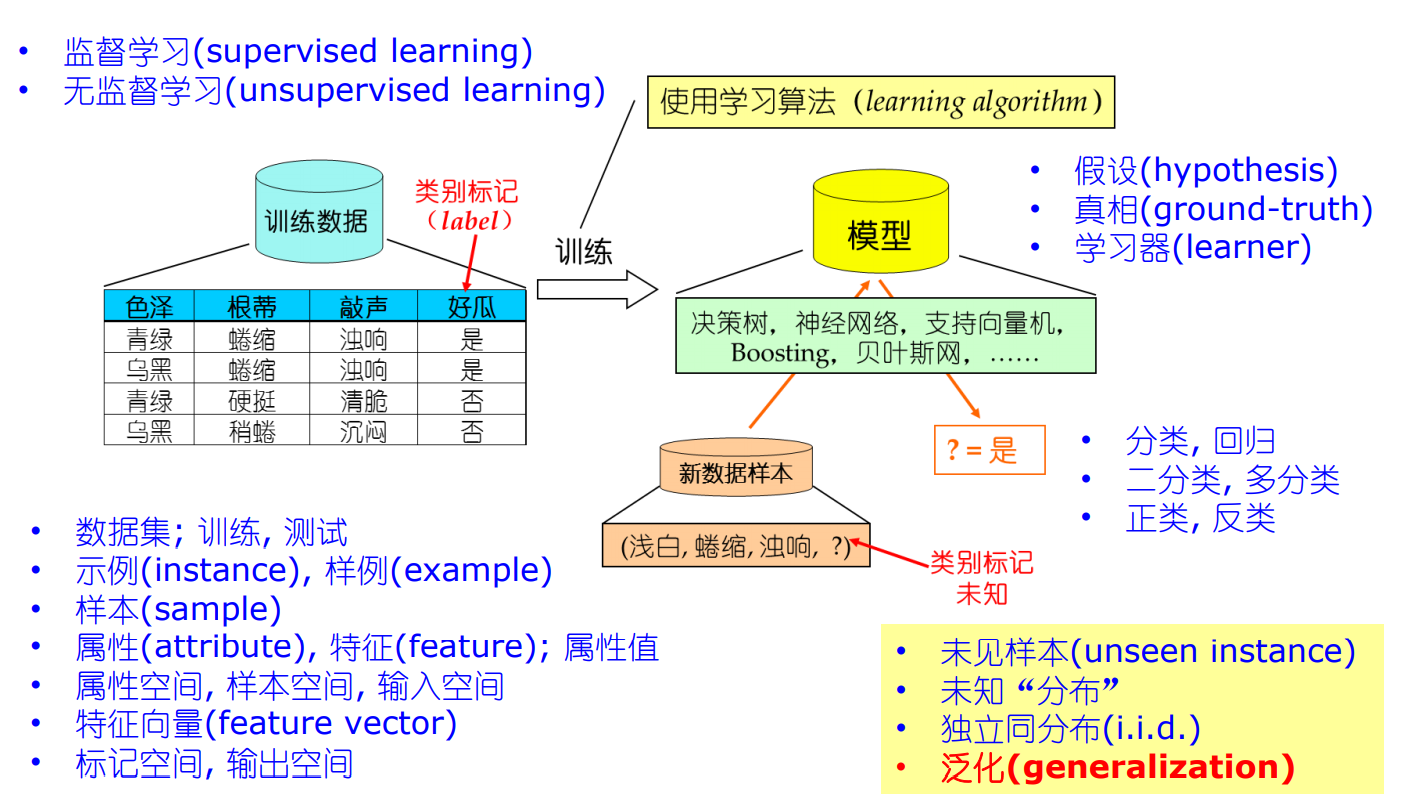 • 监督学习(supervised learning)
• 无监督学习(unsupervised learning)
使用学习算法（learning algorithm）
训练数据
类别标记
（label）
训练
模型
• 假设(hypothesis)
• 真相(ground-truth)
• 学习器(learner)
色泽 根蒂 敲声 好瓜
青绿 蜷缩 浊响 是
乌黑 蜷缩 浊响 是
青绿 硬挺 清脆 否
乌黑 稍蜷 沉闷 否
决策树，神经网络，支持向量机，
Boosting，贝叶斯网，……
? = 是
• 分类, 回归
• 二分类, 多分类
• 正类, 反类
新数据样本
(浅白, 蜷缩, 浊响, ?)
类别标记
未知
• 数据集; 训练, 测试
• 示例(instance), 样例(example)
• 样本(sample)
• 属性(attribute), 特征(feature); 属性值
• 属性空间, 样本空间, 输入空间
• 特征向量(feature vector)
• 标记空间, 输出空间
• 未见样本(unseen instance)
• 未知“分布”
• 独立同分布(i.i.d.)
• 泛化(generalization)